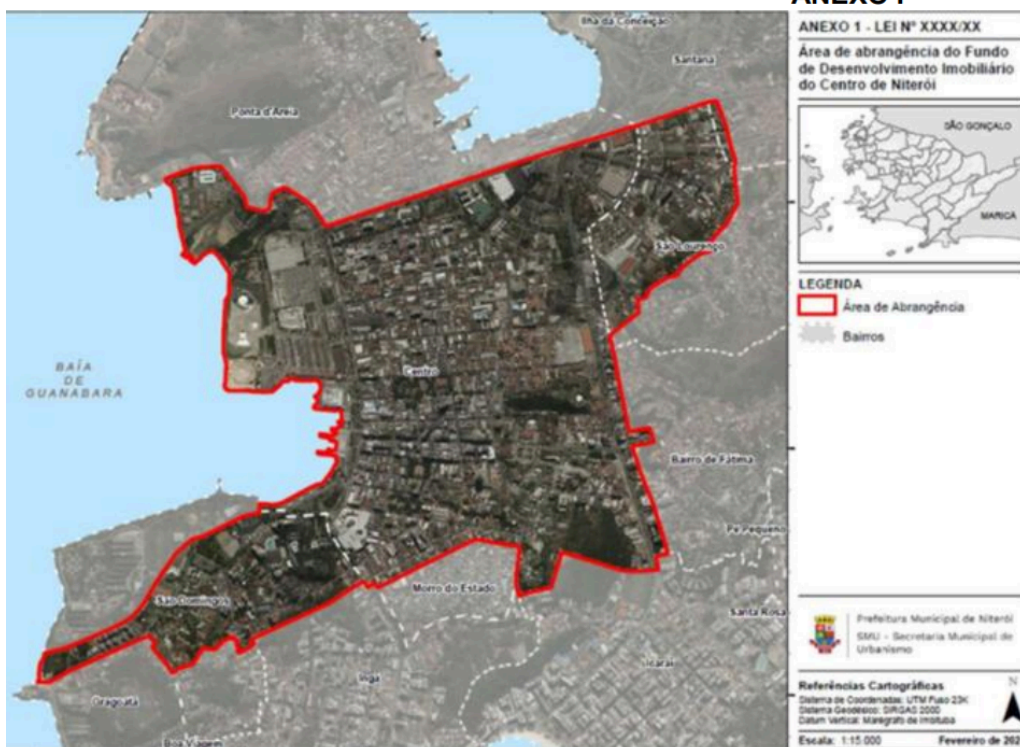 ANEXO 1 - LEI Nº XXXX/XX
Área de abrangência do Fundo
de Desenvolvimento Imobiliário
do Centro de Niterói
SÃO GONÇALO
MARICÁ
LEGENDA
Área de Abrangência
Bairros
Ilha da Conceição
Santana
Ponta d'Areia
São Lourenço
BAÍA
DE
GUANABARA
Centro
Bairro de Fátima
Pé Pequeno
Morro do Estado
São Domingos
Santa Rosa
Icaraí
Ingá
Gragoatá
Boa Viagem
Prefeitura Municipal de Niterói
SMU - Secretaria Municipal de
Urbanismo
Referências Cartográficas
N
Sistema de Coordenadas: UTM Fuso 23K
Sistema Geodésico: SIRGAS 2000
Datum Vertical: Marégrafo de Imbituba
Escala: 1:15.000
Fevereiro de